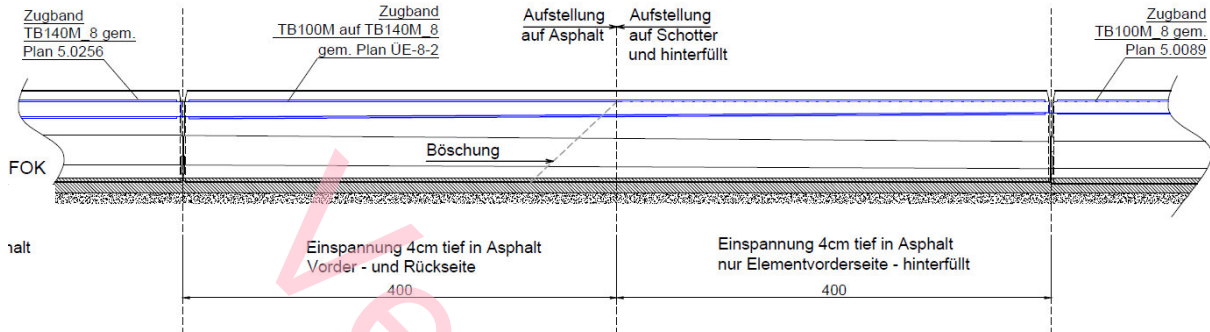 Zugband
TB140M_8 gem.
Plan 5.0256
Zugband
TB100M auf TB140M_8
gem. Plan ÜE-8-2
Aufstellung
auf Asphalt
Aufstellung
auf Schotter
und hinterfüllt
Zugband
TB100M_8 gem.
Plan 5.0089
Böschung
FOK
halt
Einspannung 4cm tief in Asphalt
Vorder - und Rückseite
Einspannung 4cm tief in Asphalt
nur Elementvorderseite - hinterfüllt
400
400
Ve